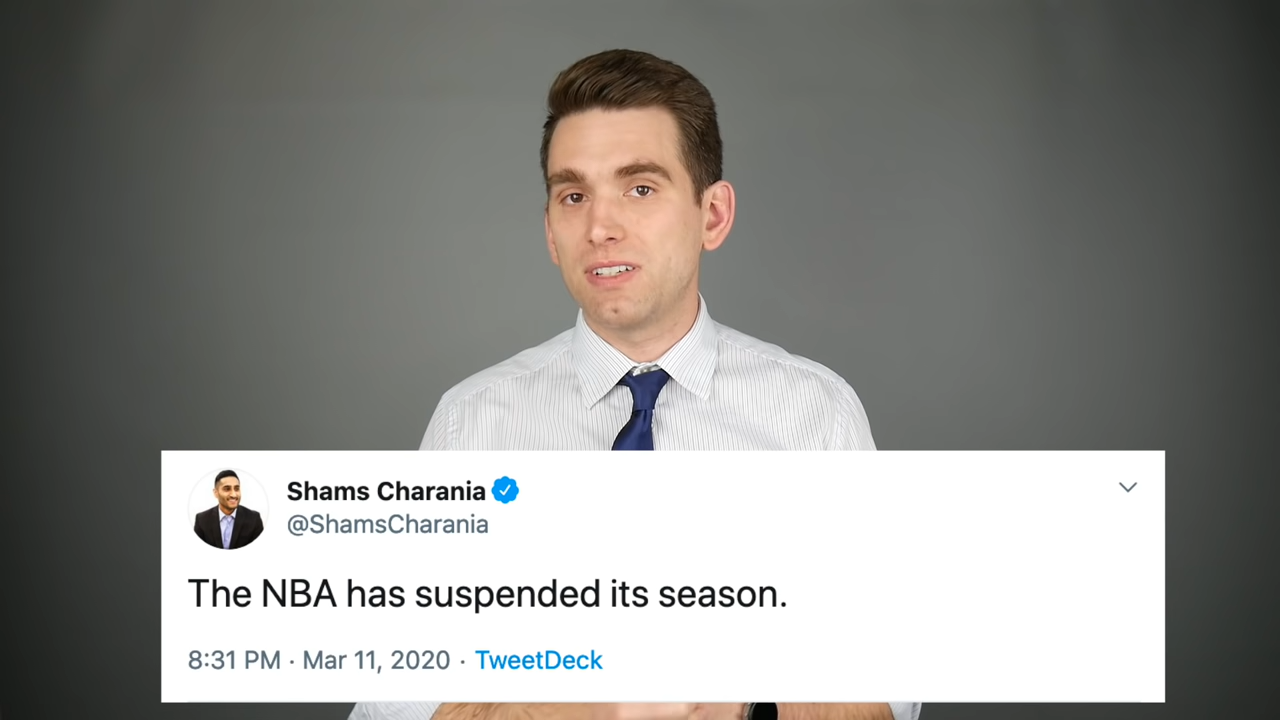 Shams Charania
@ShamsCharania
The NBA has suspended its season.
8:31 PM · Mar 11, 2020 · TweetDeck